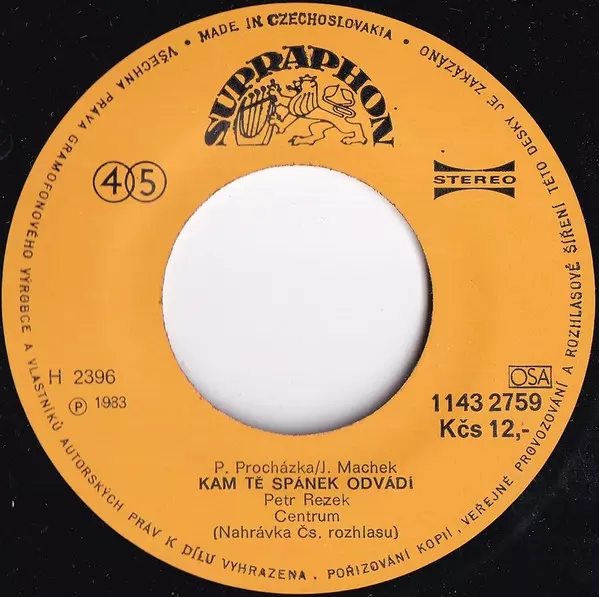 VŠECHNA PRÁVA GRAMOFONOVÉHO VÝROBCE A VLASTNÍKŮ AUTORSKÝCH PRÁV K DÍLU VYHRAZENA • POŘIZOVÁNÍ KOPIÍ, VEŘEJNÉ PROVOZOVÁNÍ A ROZHLASOVÉ ŠÍŘENÍ TÉTO DESKY JE ZAKÁZÁNO
• MADE IN CZECHOSLOVAKIA •
SUPRAPHON
45
STEREO
H 2396
Ⓟ 1983
OSA
1143 2759
Kčs 12,-
P. Procházka/J. Machek
KAM TĚ SPÁNEK ODVÁDÍ
Petr Rezek
Centrum
(Nahrávka Čs. rozhlasu)